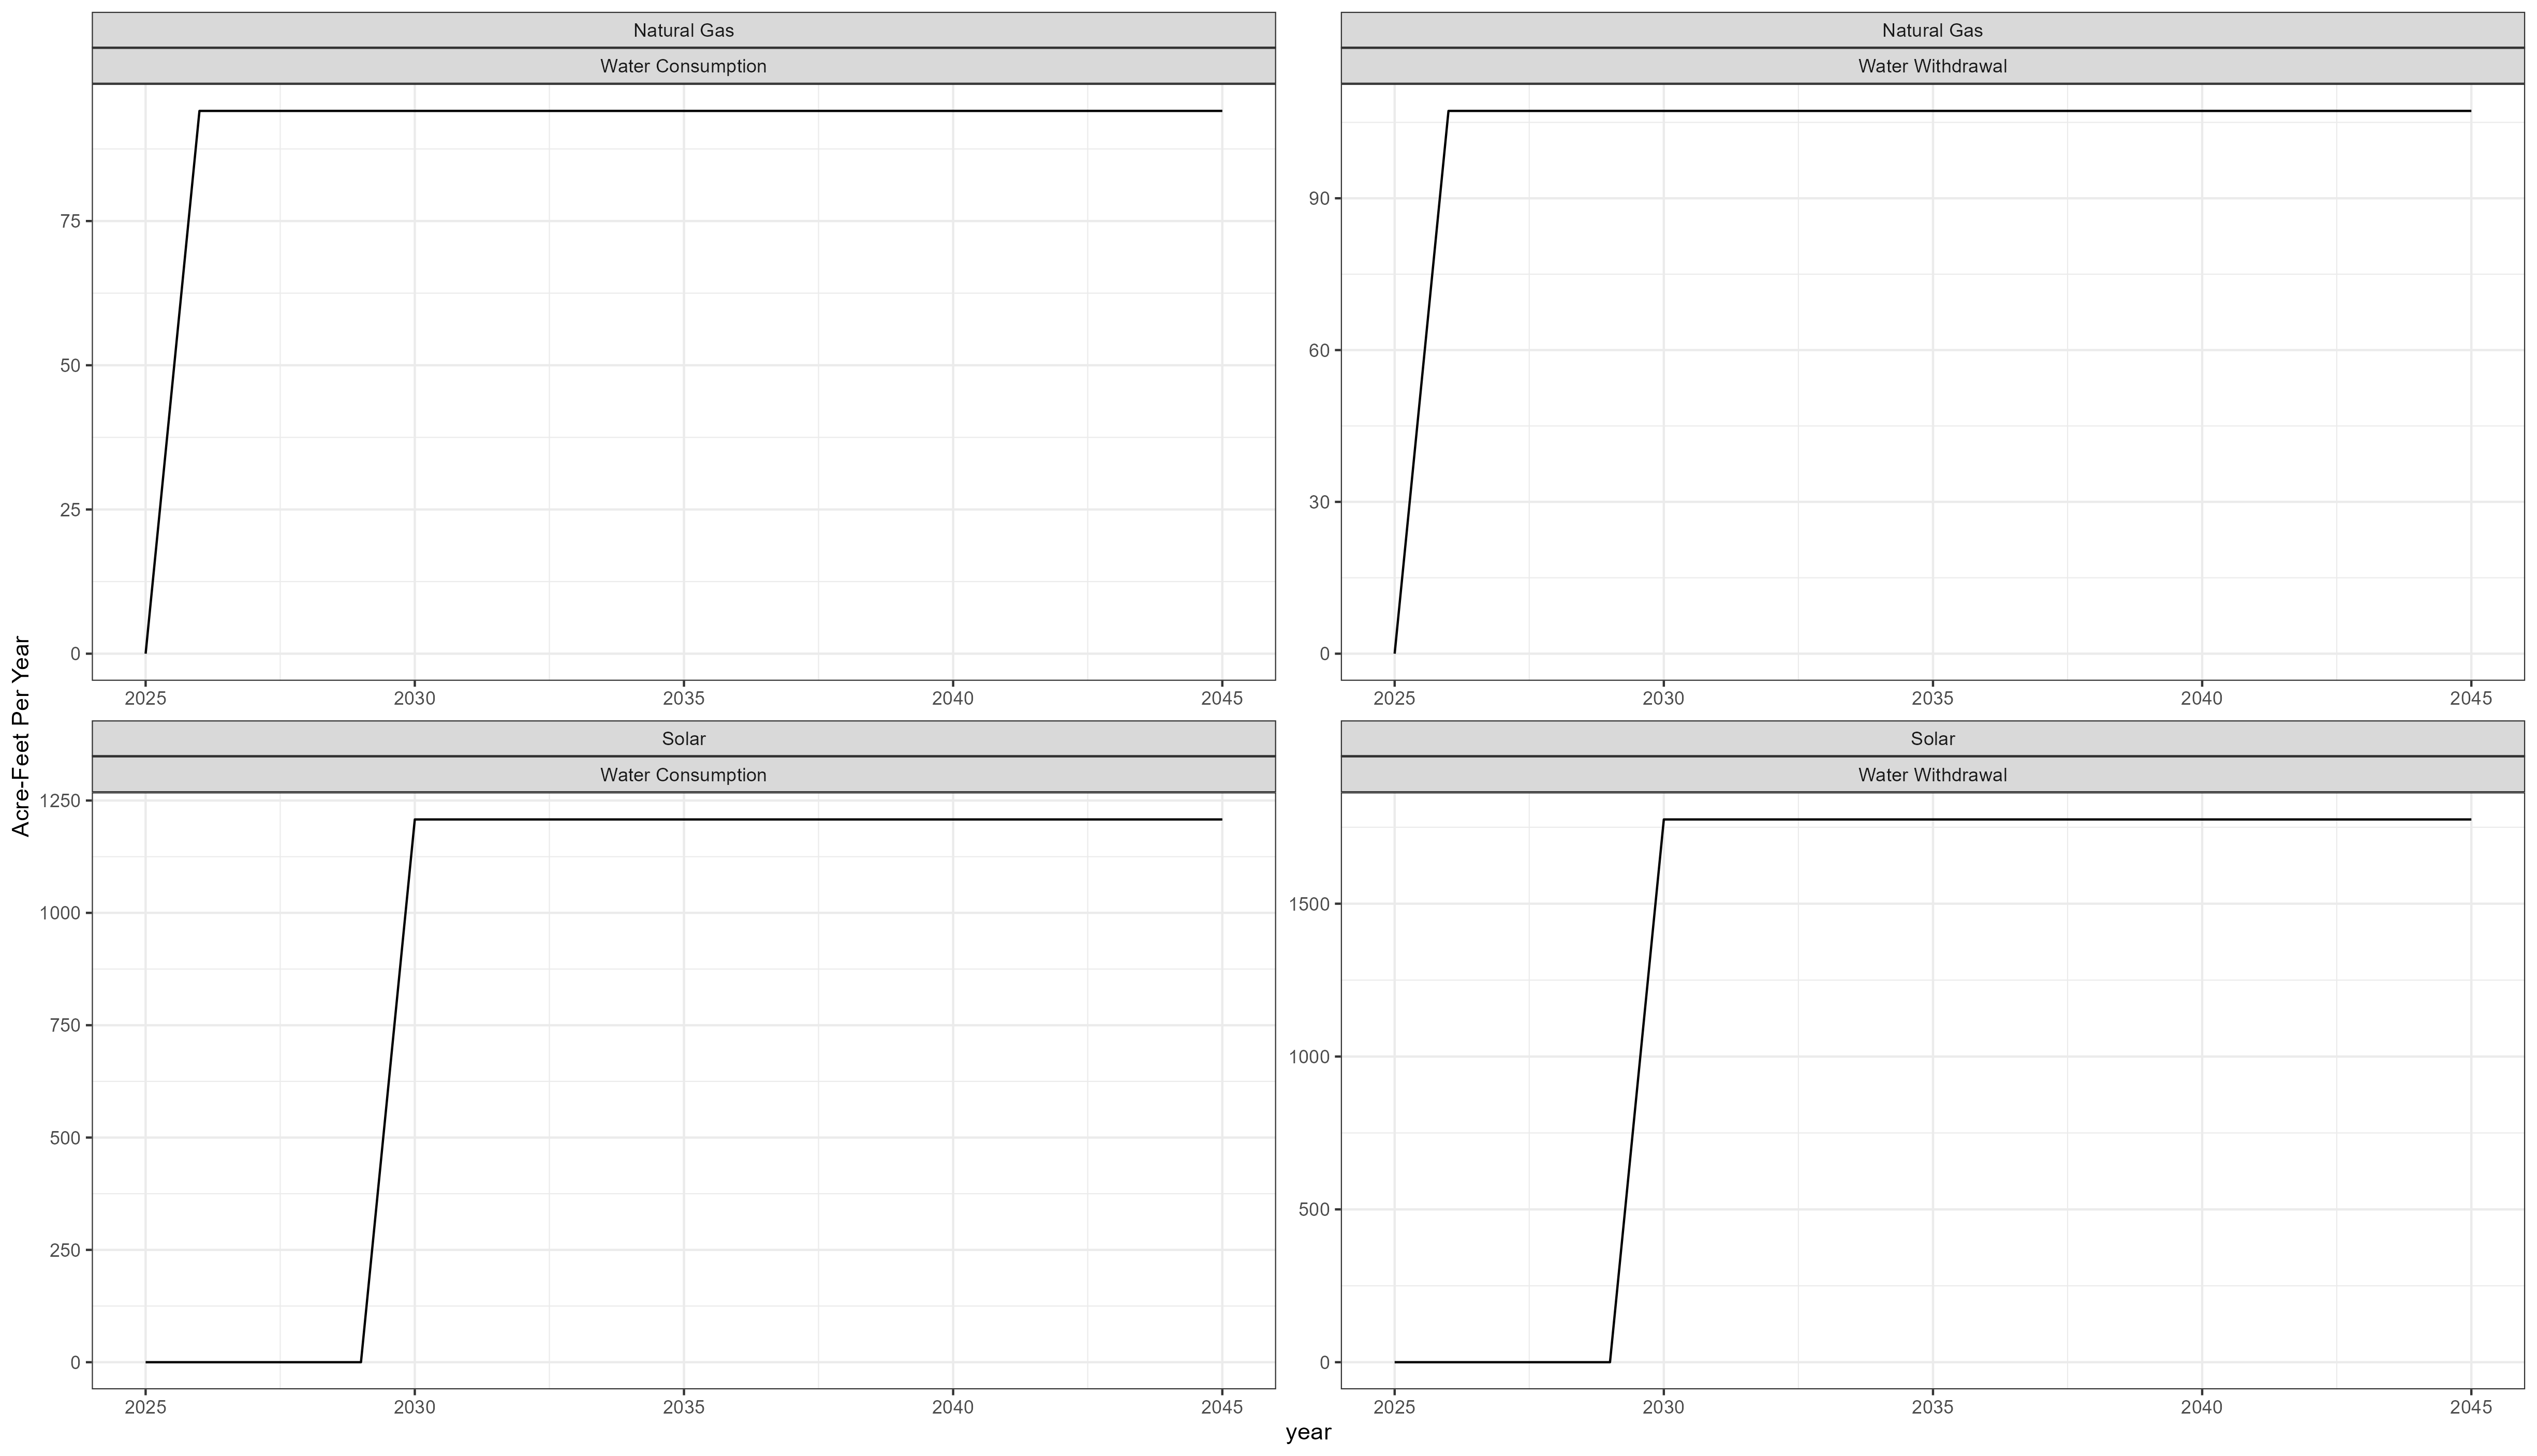 Natural Gas
Water Consumption
75
50
25
0
2025 2030 2035 2040 2045
Natural Gas
Water Withdrawal
90
60
30
0
2025 2030 2035 2040 2045
Acre-Feet Per Year
Solar
Water Consumption
1250
1000
750
500
250
0
2025 2030 2035 2040 2045
Solar
Water Withdrawal
1500
1000
500
0
2025 2030 2035 2040 2045
year